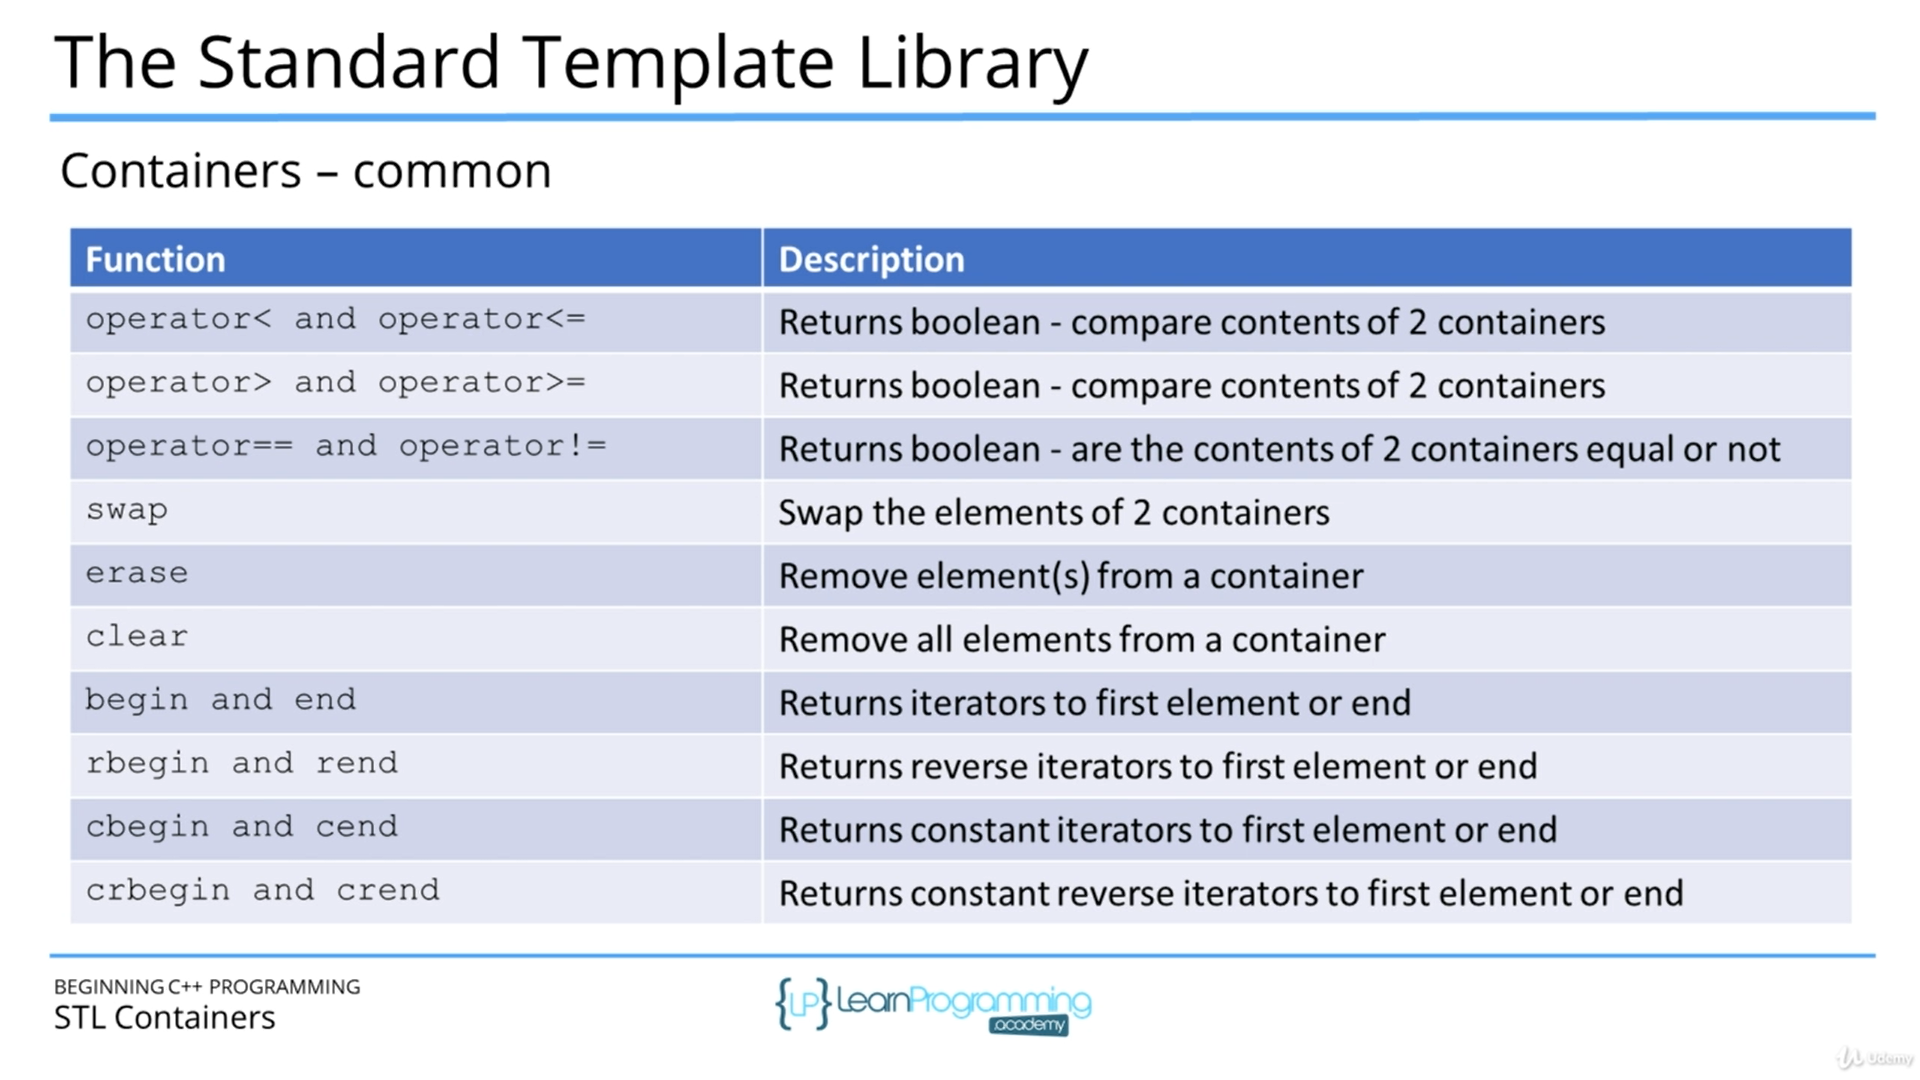 The Standard Template Library
Containers – common
Function Description
operator< and operator<= Returns boolean - compare contents of 2 containers
operator> and operator>= Returns boolean - compare contents of 2 containers
operator== and operator!= Returns boolean - are the contents of 2 containers equal or not
swap Swap the elements of 2 containers
erase Remove element(s) from a container
clear Remove all elements from a container
begin and end Returns iterators to first element or end
rbegin and rend Returns reverse iterators to first element or end
cbegin and cend Returns constant iterators to first element or end
crbegin and crend Returns constant reverse iterators to first element or end
BEGINNING C++ PROGRAMMING
STL Containers
{LP} LearnProgramming
academy
Udemy